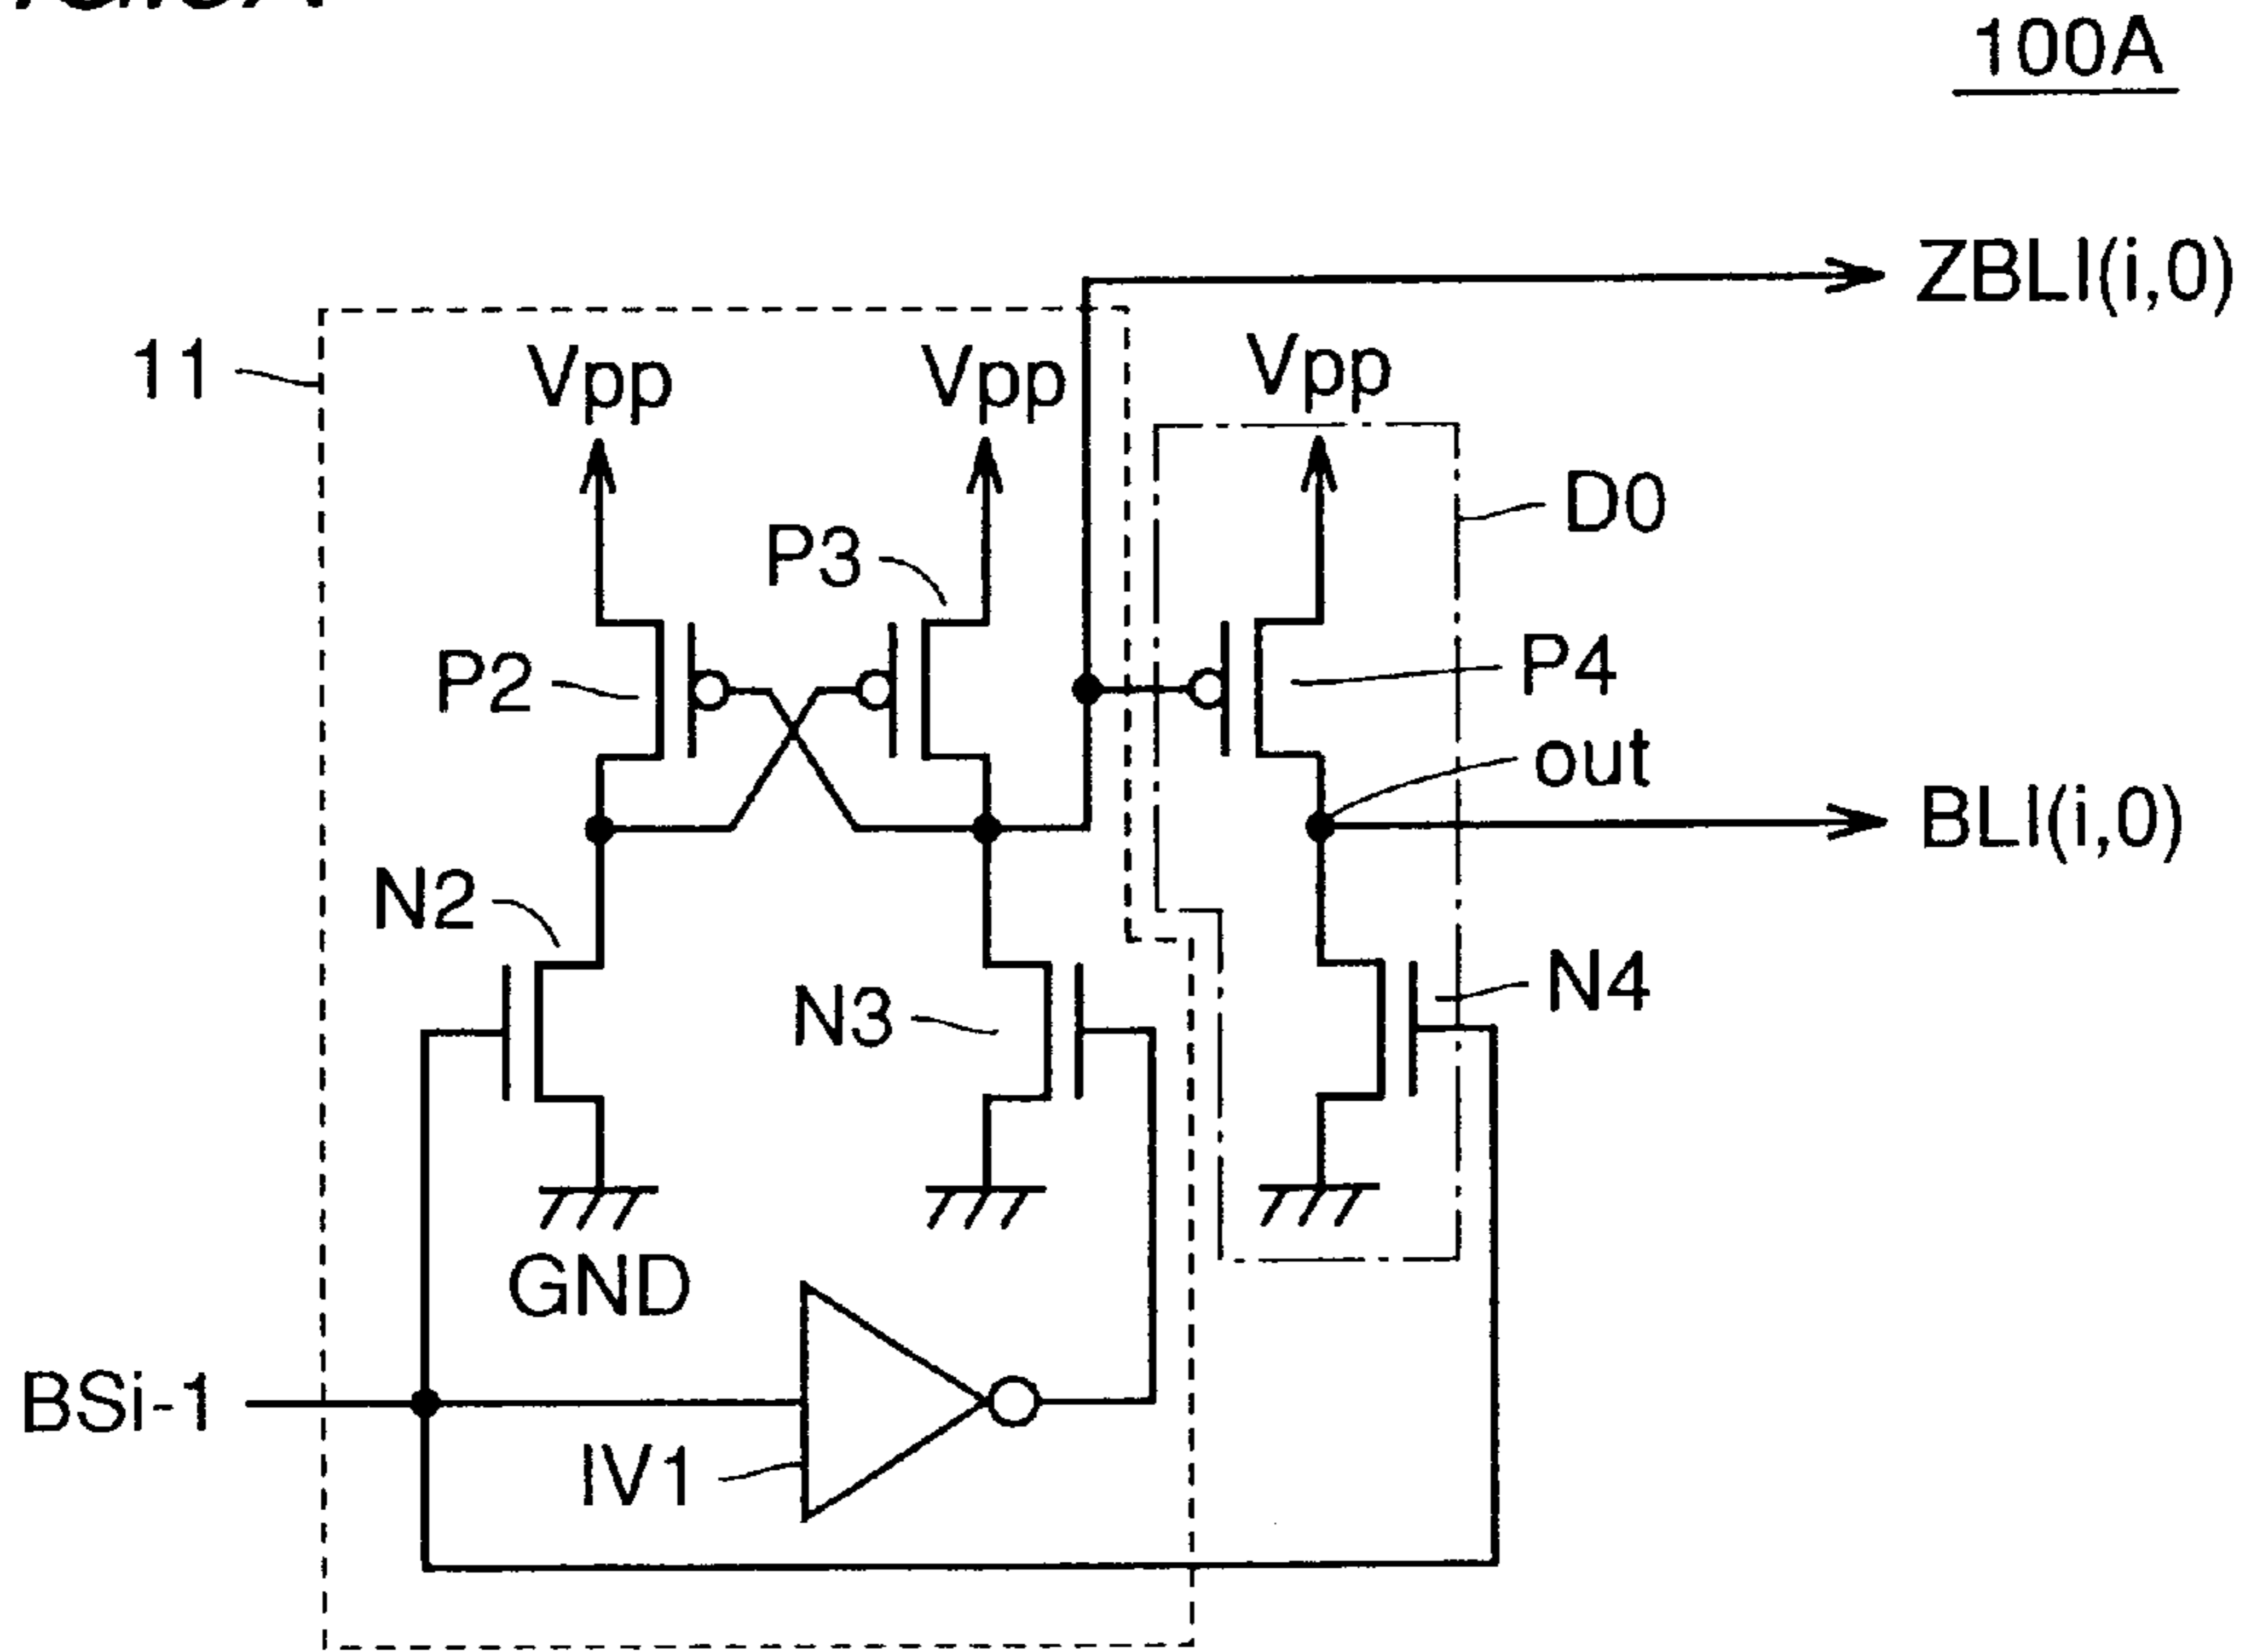 100A
ZBLI(i,0)
11
Vpp
Vpp
Vpp
D0
P3
P2
P4
out
BLI(i,0)
N2
N3
N4
GND
BSi-1
IV1